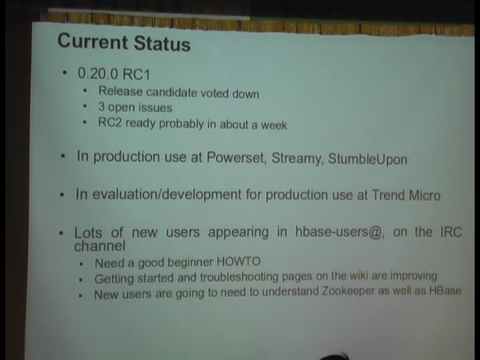 Current Status
• 0.20.0 RC1
• Release candidate voted down
• 3 open issues
• RC2 ready probably in about a week
• In production use at Powerset, Streamy, StumbleUpon
• In evaluation/development for production use at Trend Micro
• Lots of new users appearing in hbase-users@, on the IRC
channel
• Need a good beginner HOWTO
• Getting started and troubleshooting pages on the wiki are improving
• New users are going to need to understand Zookeeper as well as HBase